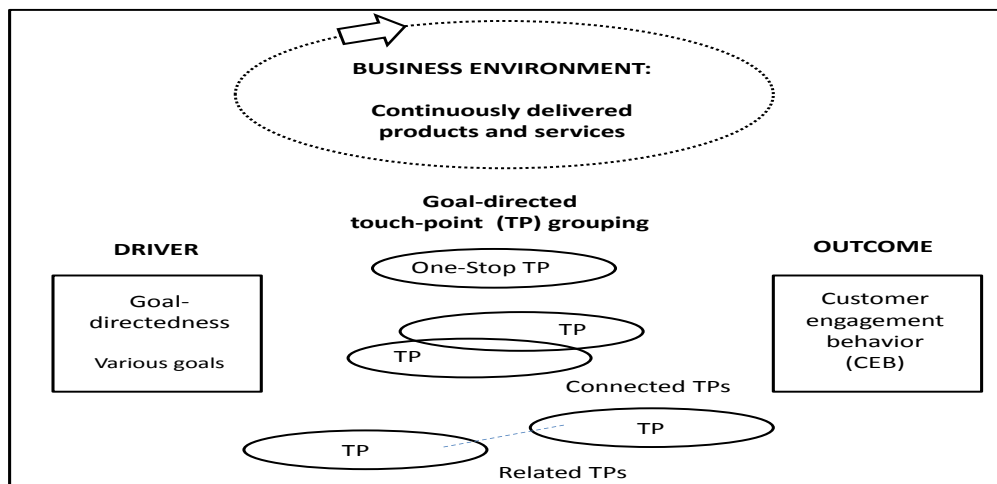 BUSINESS ENVIRONMENT:
Continuously delivered
products and services
Goal-directed
touch-point (TP) grouping
DRIVER
Goal-
directedness
Various goals
One-Stop TP
TP
TP
Connected TPs
TP
TP
Related TPs
OUTCOME
Customer
engagement
behavior
(CEB)